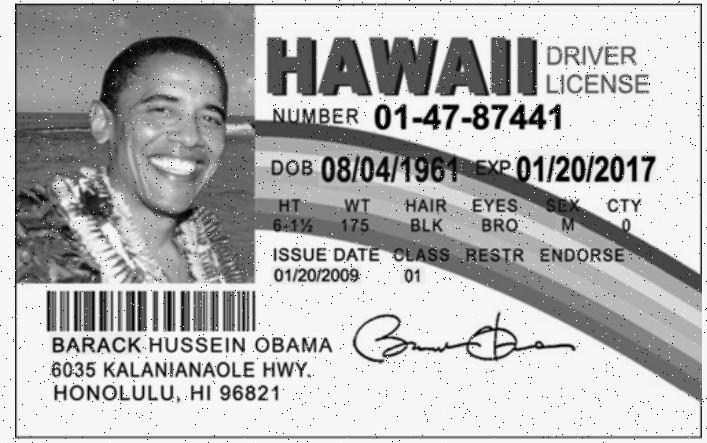 HAWAII DRIVER LICENSE
NUMBER 01-47-87441
DOB 08/04/1961 EXP 01/20/2017
HT WT HAIR EYES SEX CTY
6-1½ 175 BLK BRO M 0
ISSUE DATE CLASS RESTR ENDORSE
01/20/2009 01
BARACK HUSSEIN OBAMA
6035 KALANIANAOLE HWY.
HONOLULU, HI 96821